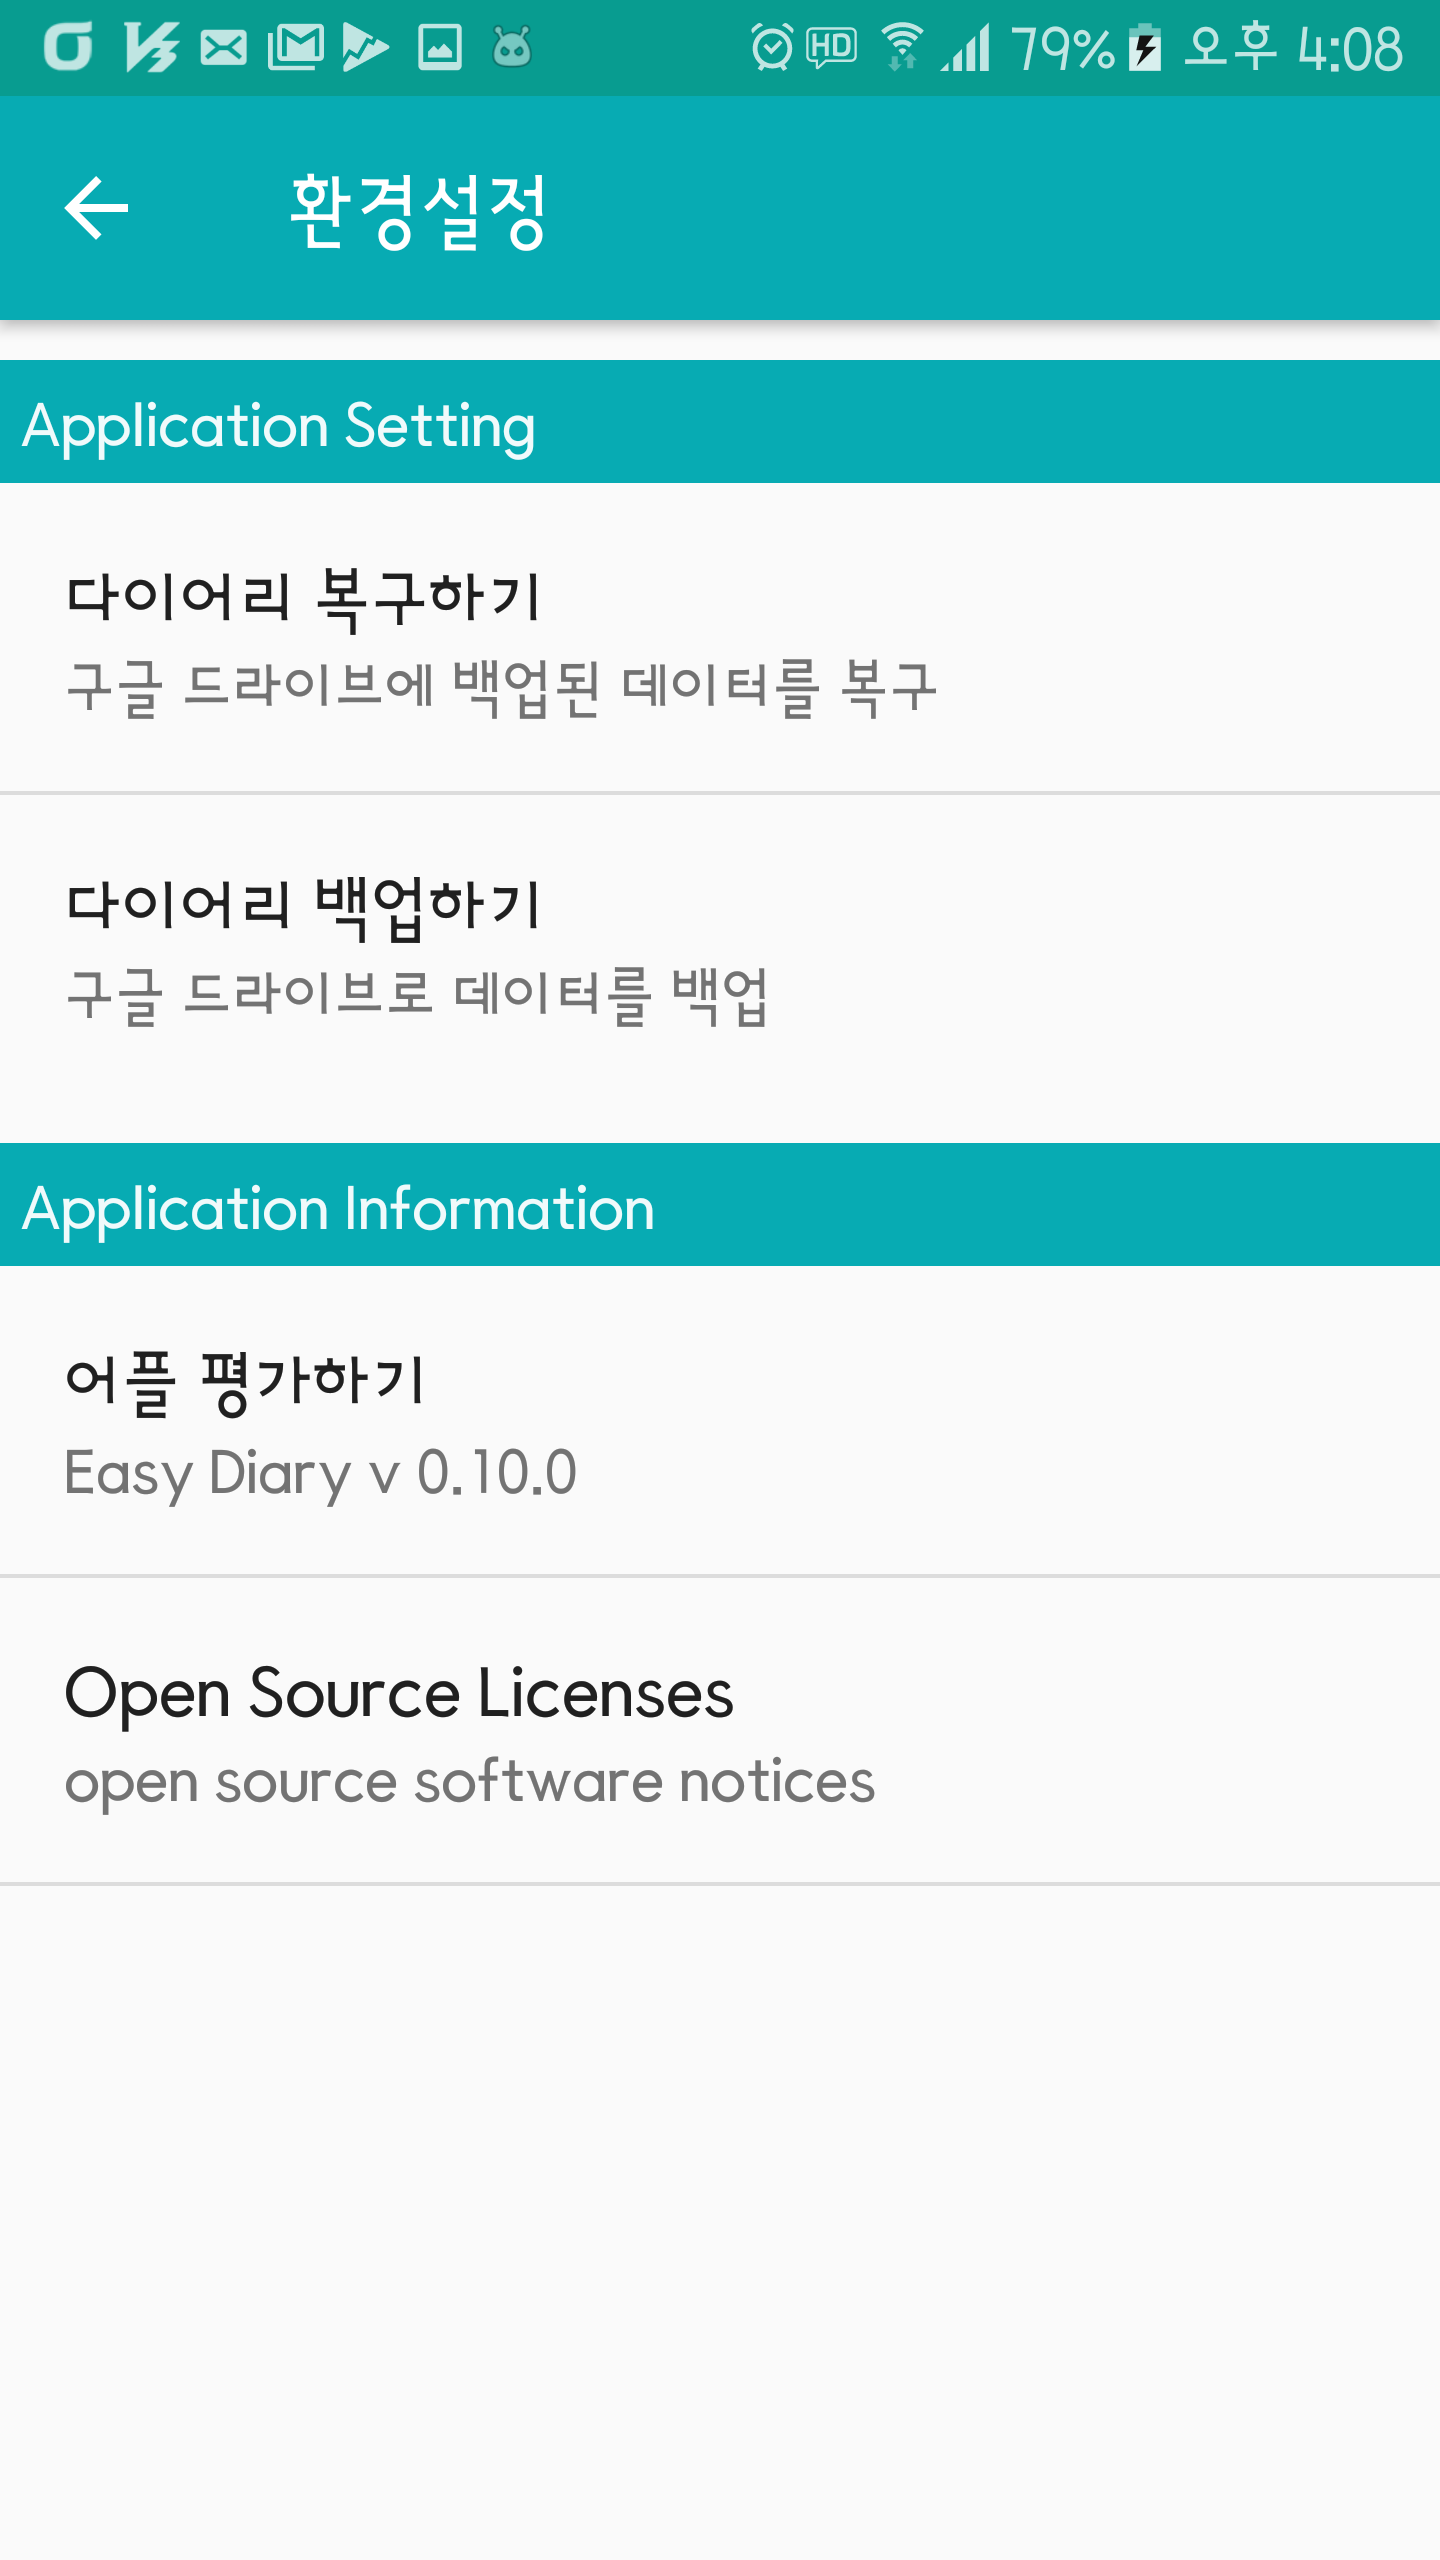 HD 79% 오후 4:08
환경설정
Application Setting
다이어리 복구하기
구글 드라이브에 백업된 데이터를 복구
다이어리 백업하기
구글 드라이브로 데이터를 백업
Application Information
어플 평가하기
Easy Diary v 0.10.0
Open Source Licenses
open source software notices